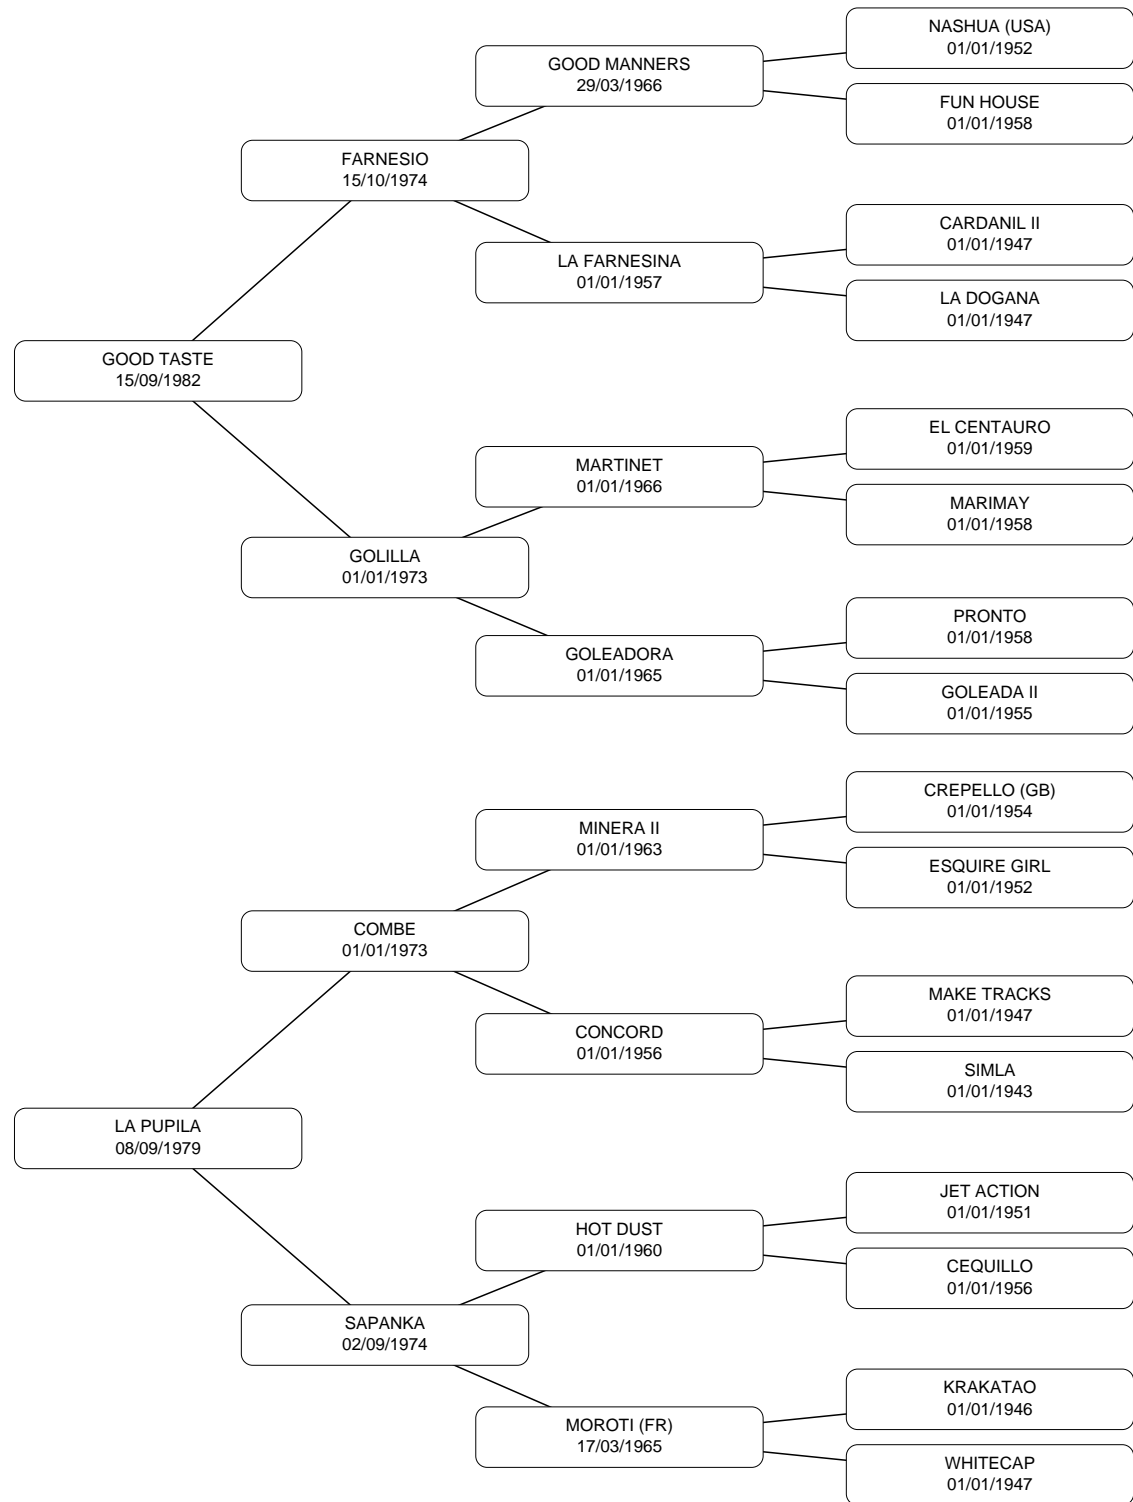 NASHUA (USA)
01/01/1952
GOOD MANNERS
29/03/1966
FUN HOUSE
01/01/1958
FARNESIO
15/10/1974
CARDANIL II
01/01/1947
LA FARNESINA
01/01/1957
LA DOGANA
01/01/1947
GOOD TASTE
15/09/1982
EL CENTAURO
01/01/1959
MARTINET
01/01/1966
MARIMAY
01/01/1958
GOLILLA
01/01/1973
PRONTO
01/01/1958
GOLEADORA
01/01/1965
GOLEADA II
01/01/1955
CREPELLO (GB)
01/01/1954
MINERA II
01/01/1963
ESQUIRE GIRL
01/01/1952
COMBE
01/01/1973
MAKE TRACKS
01/01/1947
CONCORD
01/01/1956
SIMLA
01/01/1943
LA PUPILA
08/09/1979
JET ACTION
01/01/1951
HOT DUST
01/01/1960
CEQUILLO
01/01/1956
SAPANKA
02/09/1974
KRAKATAO
01/01/1946
MOROTI (FR)
17/03/1965
WHITECAP
01/01/1947